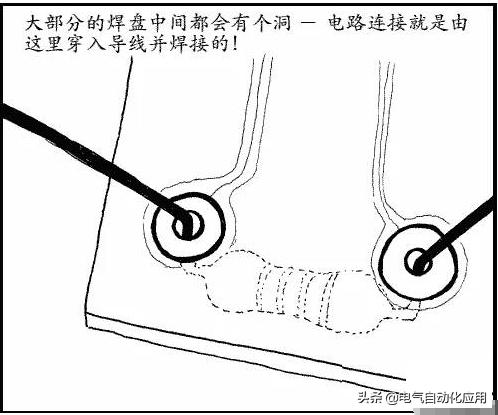 大部分的焊盘中间都会有个洞 — 电路连接就是由
这里穿入导线并焊接的!
头条 @电气自动化应用